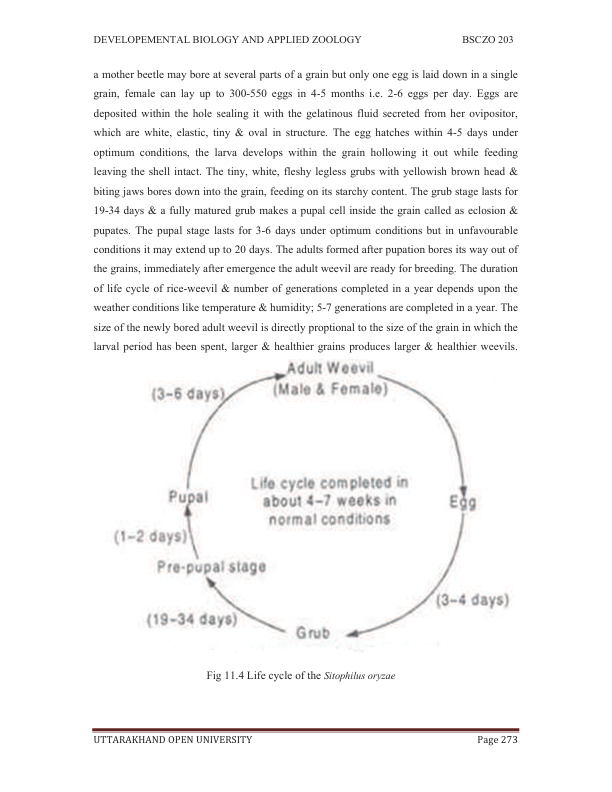 DEVELOPEMENTAL BIOLOGY AND APPLIED ZOOLOGY BSCZO 203
a mother beetle may bore at several parts of a grain but only one egg is laid down in a single
grain, female can lay up to 300-550 eggs in 4-5 months i.e. 2-6 eggs per day. Eggs are
deposited within the hole sealing it with the gelatinous fluid secreted from her ovipositor,
which are white, elastic, tiny & oval in structure. The egg hatches within 4-5 days under
optimum conditions, the larva develops within the grain hollowing it out while feeding
leaving the shell intact. The tiny, white, fleshy legless grubs with yellowish brown head &
biting jaws bores down into the grain, feeding on its starchy content. The grub stage lasts for
19-34 days & a fully matured grub makes a pupal cell inside the grain called as eclosion &
pupates. The pupal stage lasts for 3-6 days under optimum conditions but in unfavourable
conditions it may extend up to 20 days. The adults formed after pupation bores its way out of
the grains, immediately after emergence the adult weevil are ready for breeding. The duration
of life cycle of rice-weevil & number of generations completed in a year depends upon the
weather conditions like temperature & humidity; 5-7 generations are completed in a year. The
size of the newly bored adult weevil is directly proptional to the size of the grain in which the
larval period has been spent, larger & healthier grains produces larger & healthier weevils.
Adult Weevil
(Male & Female)
(3–6 days)
Life cycle completed in
about 4–7 weeks in
normal conditions
Pupal
Egg
(1–2 days)
Pre-pupal stage
(3–4 days)
(19–34 days)
Grub
Fig 11.4 Life cycle of the Sitophilus oryzae
UTTARAKHAND OPEN UNIVERSITY Page 273